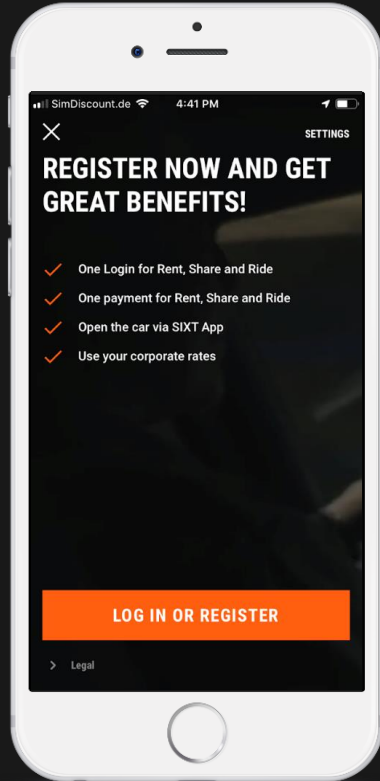 SimDiscount.de 4:41 PM
SETTINGS
REGISTER NOW AND GET
GREAT BENEFITS!
One Login for Rent, Share and Ride
One payment for Rent, Share and Ride
Open the car via SIXT App
Use your corporate rates
LOG IN OR REGISTER
Legal